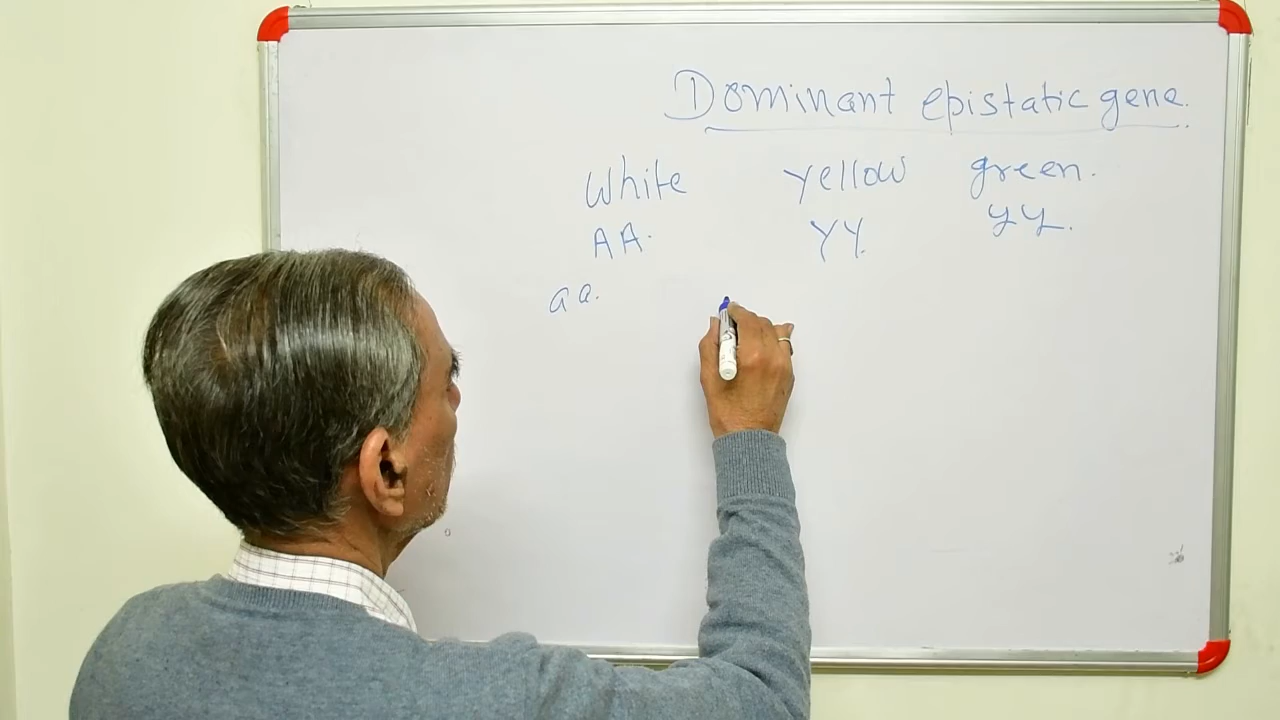 Dominant epistatic gene.
White yellow green.
AA. YY. yy.
aa.